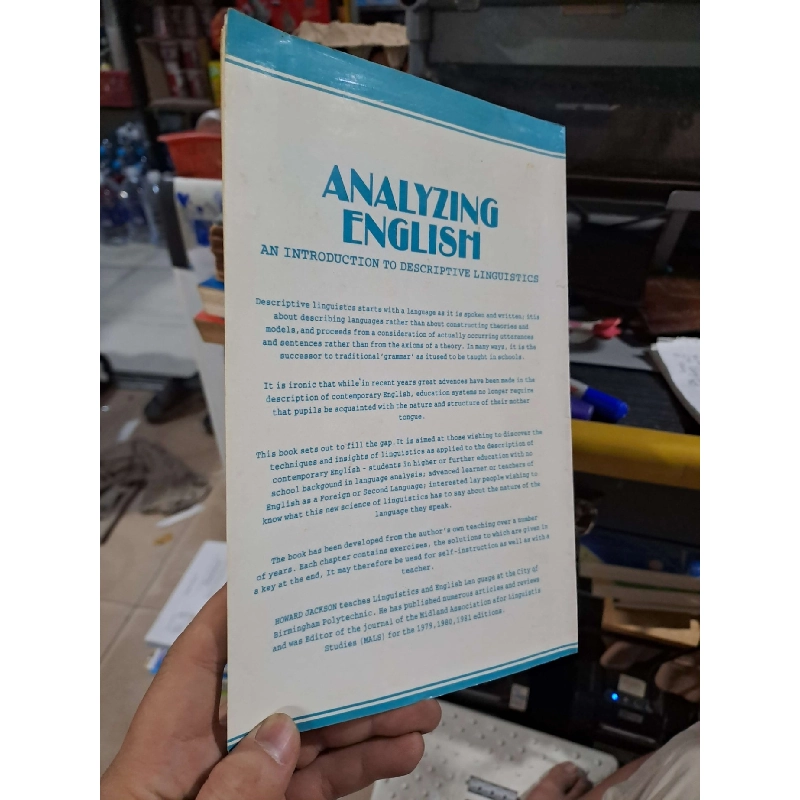 ANALYZING
ENGLISH
AN INTRODUCTION TO DESCRIPTIVE LINGUISTICS
Descriptive linguistcs starts with a language as it is spoken and written; itis
about describing languages rather than about constructing theories and
models, and proceeds from a consideration of actually occurring utterances
and sentences rather than from the axioms of a theory. In many ways, it is the
successor to traditional 'grammar' as itused to be taught in schools.
It is ironic that while in recent years great advences have been made in the
description of contemporary English, education systems no longer require
that pupils be acquainted with the nature and structure of their mother
tongue.
This book sets out to fill the gap. It is aimed at those wishing to discover the
techniques and insights of linguistics as applied to the description of
contemporary English - students in higher or further education with no
school backgound in language analysis; advanced learner or teachers of
English as a Foreign or Second Language; interested lay people wishing to
know what this new science of linguistics has to say about the nature of the
language they speak.
The book has been developed from the author's own teaching over a number
of years. Each chapter contains exercises, the solutions to which are given in
a key at the end, It may therefore be used for self-instruction as well as with a
teacher.
HOWARD JACKSON teaches Linguistics and English Lan guage at the City of
Birmingham Polytechnic. He has published numerous articles and reviews
and was Editor of the journal of the Midland Association afor Linguistic
Studies (MALS) for the 1979,1980,1981 editions.